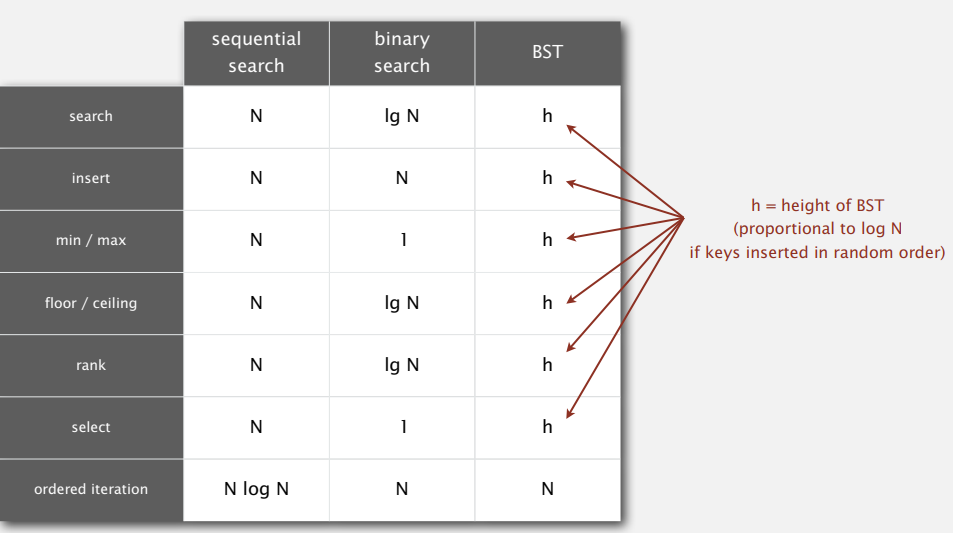 sequential search binary search BST
search N lg N h
insert N N h
min / max N 1 h
floor / ceiling N lg N h
rank N lg N h
select N 1 h
ordered iteration N log N N N
h = height of BST
(proportional to log N
if keys inserted in random order)